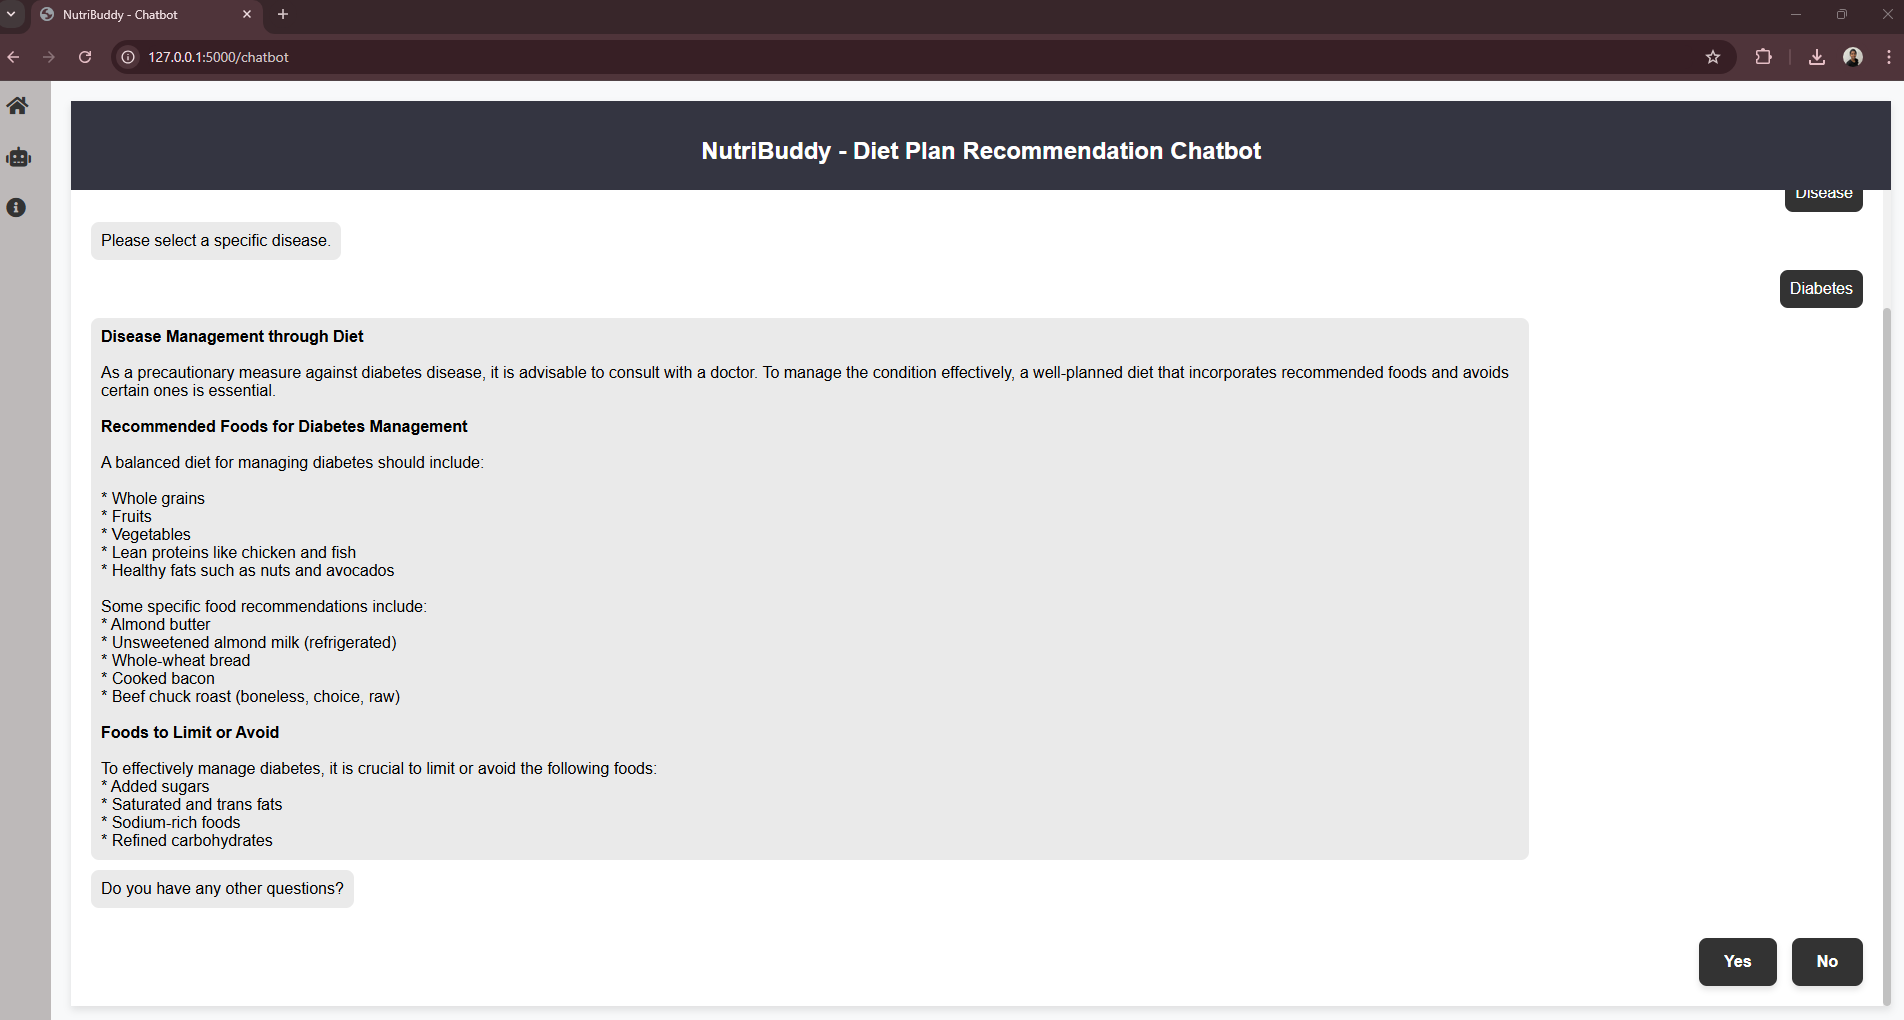 NutriBuddy - Chatbot
127.0.0.1:5000/chatbot
NutriBuddy - Diet Plan Recommendation Chatbot
Disease
Please select a specific disease.
Diabetes
Disease Management through Diet
As a precautionary measure against diabetes disease, it is advisable to consult with a doctor. To manage the condition effectively, a well-planned diet that incorporates recommended foods and avoids
certain ones is essential.
Recommended Foods for Diabetes Management
A balanced diet for managing diabetes should include:
* Whole grains
* Fruits
* Vegetables
* Lean proteins like chicken and fish
* Healthy fats such as nuts and avocados
Some specific food recommendations include:
* Almond butter
* Unsweetened almond milk (refrigerated)
* Whole-wheat bread
* Cooked bacon
* Beef chuck roast (boneless, choice, raw)
Foods to Limit or Avoid
To effectively manage diabetes, it is crucial to limit or avoid the following foods:
* Added sugars
* Saturated and trans fats
* Sodium-rich foods
* Refined carbohydrates
Do you have any other questions?
Yes
No